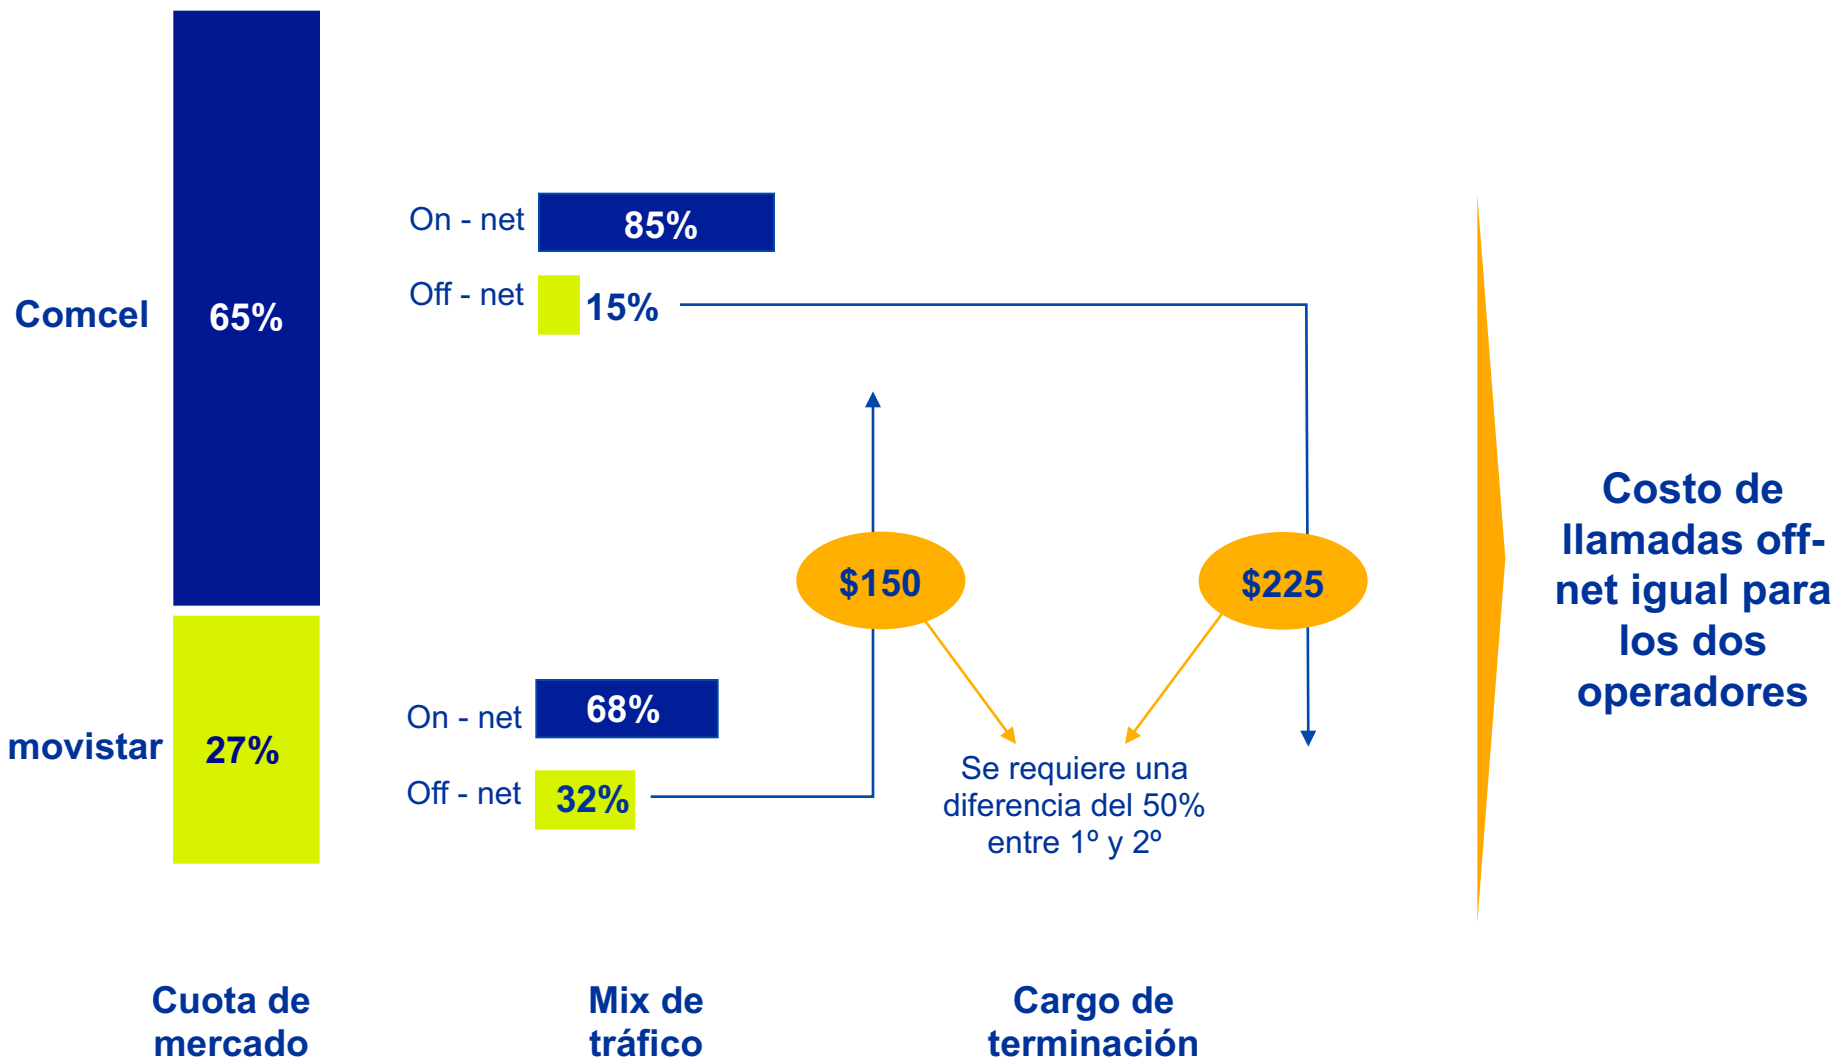 Comcel
65%
On - net
85%
Off - net
15%
movistar
27%
On - net
68%
Off - net
32%
$150
$225
Se requiere una
diferencia del 50%
entre 1º y 2º
Costo de
llamadas off-
net igual para
los dos
operadores
Cuota de
mercado
Mix de
tráfico
Cargo de
terminación